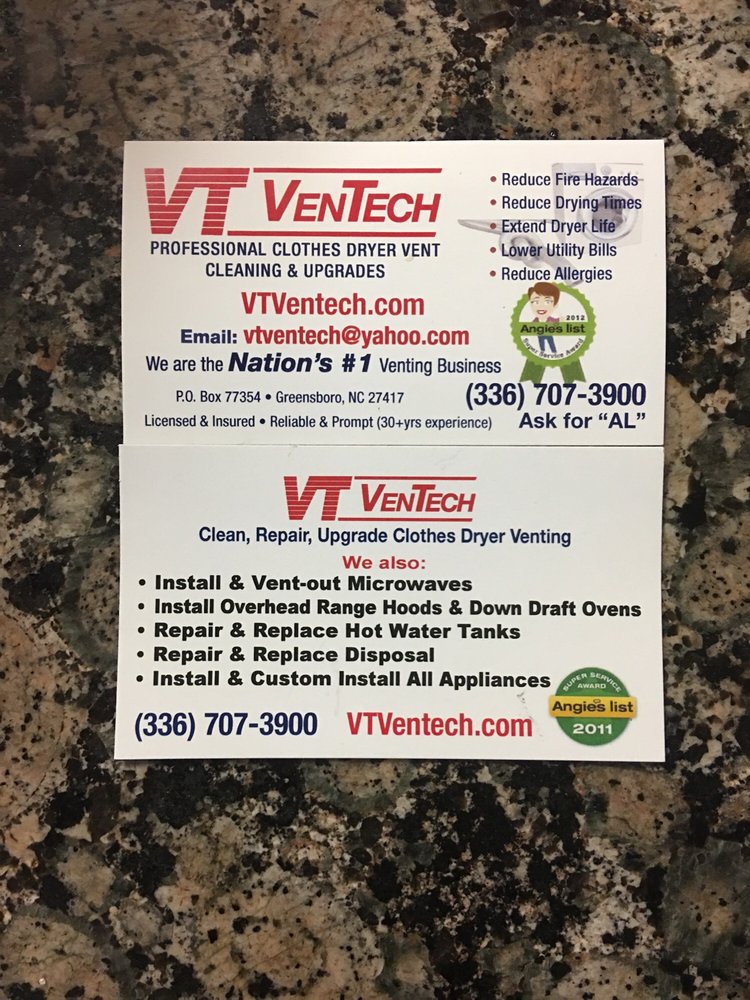 VT VENTECH
PROFESSIONAL CLOTHES DRYER VENT
CLEANING & UPGRADES
• Reduce Fire Hazards
• Reduce Drying Times
• Extend Dryer Life
• Lower Utility Bills
• Reduce Allergies
VTVentech.com
Email: vtventech@yahoo.com
2012
Angie's list
Super Service Award
We are the Nation's #1 Venting Business
P.O. Box 77354 • Greensboro, NC 27417
(336) 707-3900
Licensed & Insured • Reliable & Prompt (30+yrs experience)
Ask for "AL"
VT VENTECH
Clean, Repair, Upgrade Clothes Dryer Venting
We also:
• Install & Vent-out Microwaves
• Install Overhead Range Hoods & Down Draft Ovens
• Repair & Replace Hot Water Tanks
• Repair & Replace Disposal
• Install & Custom Install All Appliances
SUPER SERVICE
AWARD
Angie's list
2011
(336) 707-3900 VTVentech.com